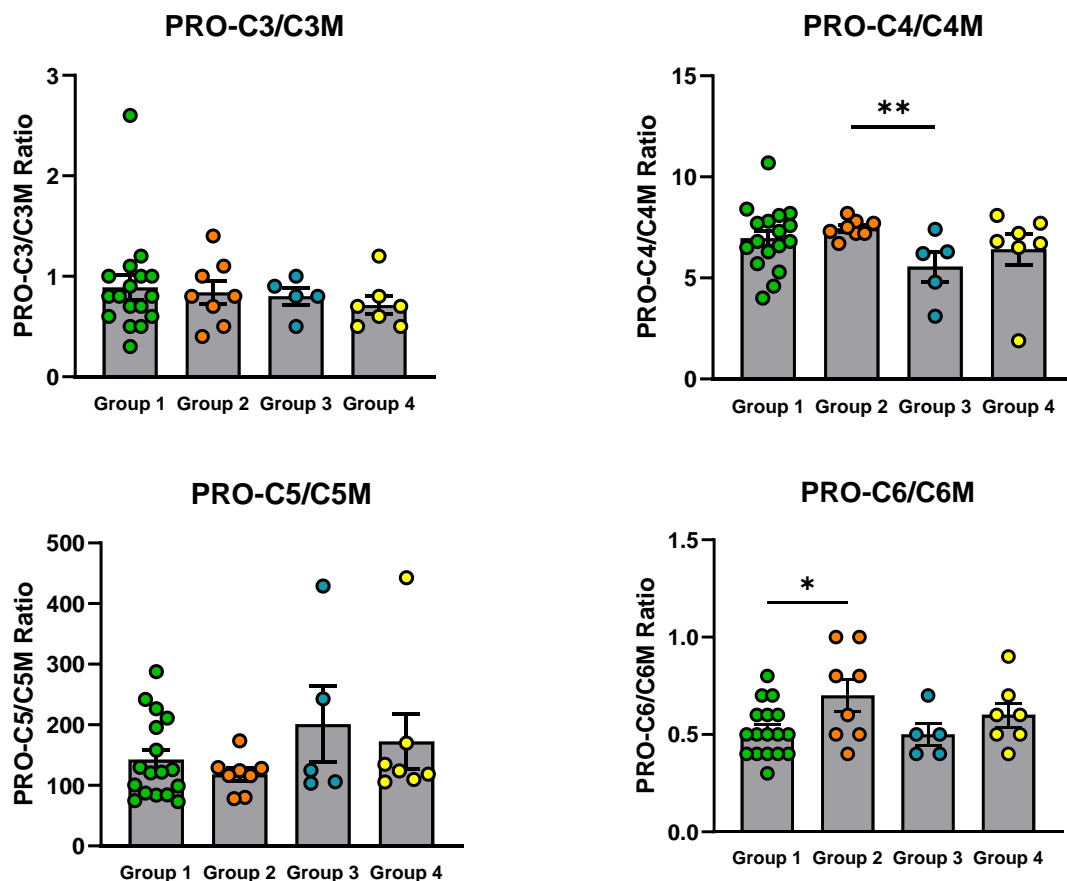 PRO-C3/C3M
PRO-C3/C3M Ratio
3
2
1
0
Group 1 Group 2 Group 3 Group 4
PRO-C4/C4M
PRO-C4/C4M Ratio
15
10
5
0
**
Group 1 Group 2 Group 3 Group 4
PRO-C5/C5M
PRO-C5/C5M Ratio
500
400
300
200
100
0
Group 1 Group 2 Group 3 Group 4
PRO-C6/C6M
PRO-C6/C6M Ratio
1.5
1.0
0.5
0.0
*
Group 1 Group 2 Group 3 Group 4